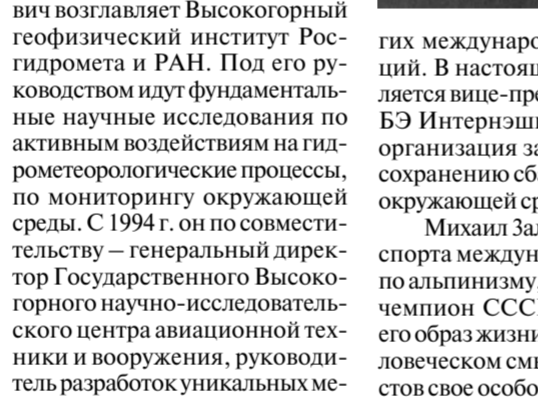 вич возглавляет Высокогорный
геофизический институт Рос-
гидромета и РАН. Под его ру-
ководством идут фундаменталь-
ные научные исследования по
активным воздействиям на гид-
рометеорологические процессы,
по мониторингу окружающей
среды. С 1994 г. он по совмести-
тельству – генеральный дирек-
тор Государственного Высоко-
горного научно-исследователь-
ского центра авиационной тех-
ники и вооружения, руководи-
тель разработок уникальных ме-
гих междунаро
ций. В настоящ
ляется вице-пре
БЭ Интернэшн
организация за
сохранению сба
окружающей ср
Михаил Зал
спорта междун
по альпинизму,
чемпион СССР
его образ жизни
ловеческом смы
стов свое особо